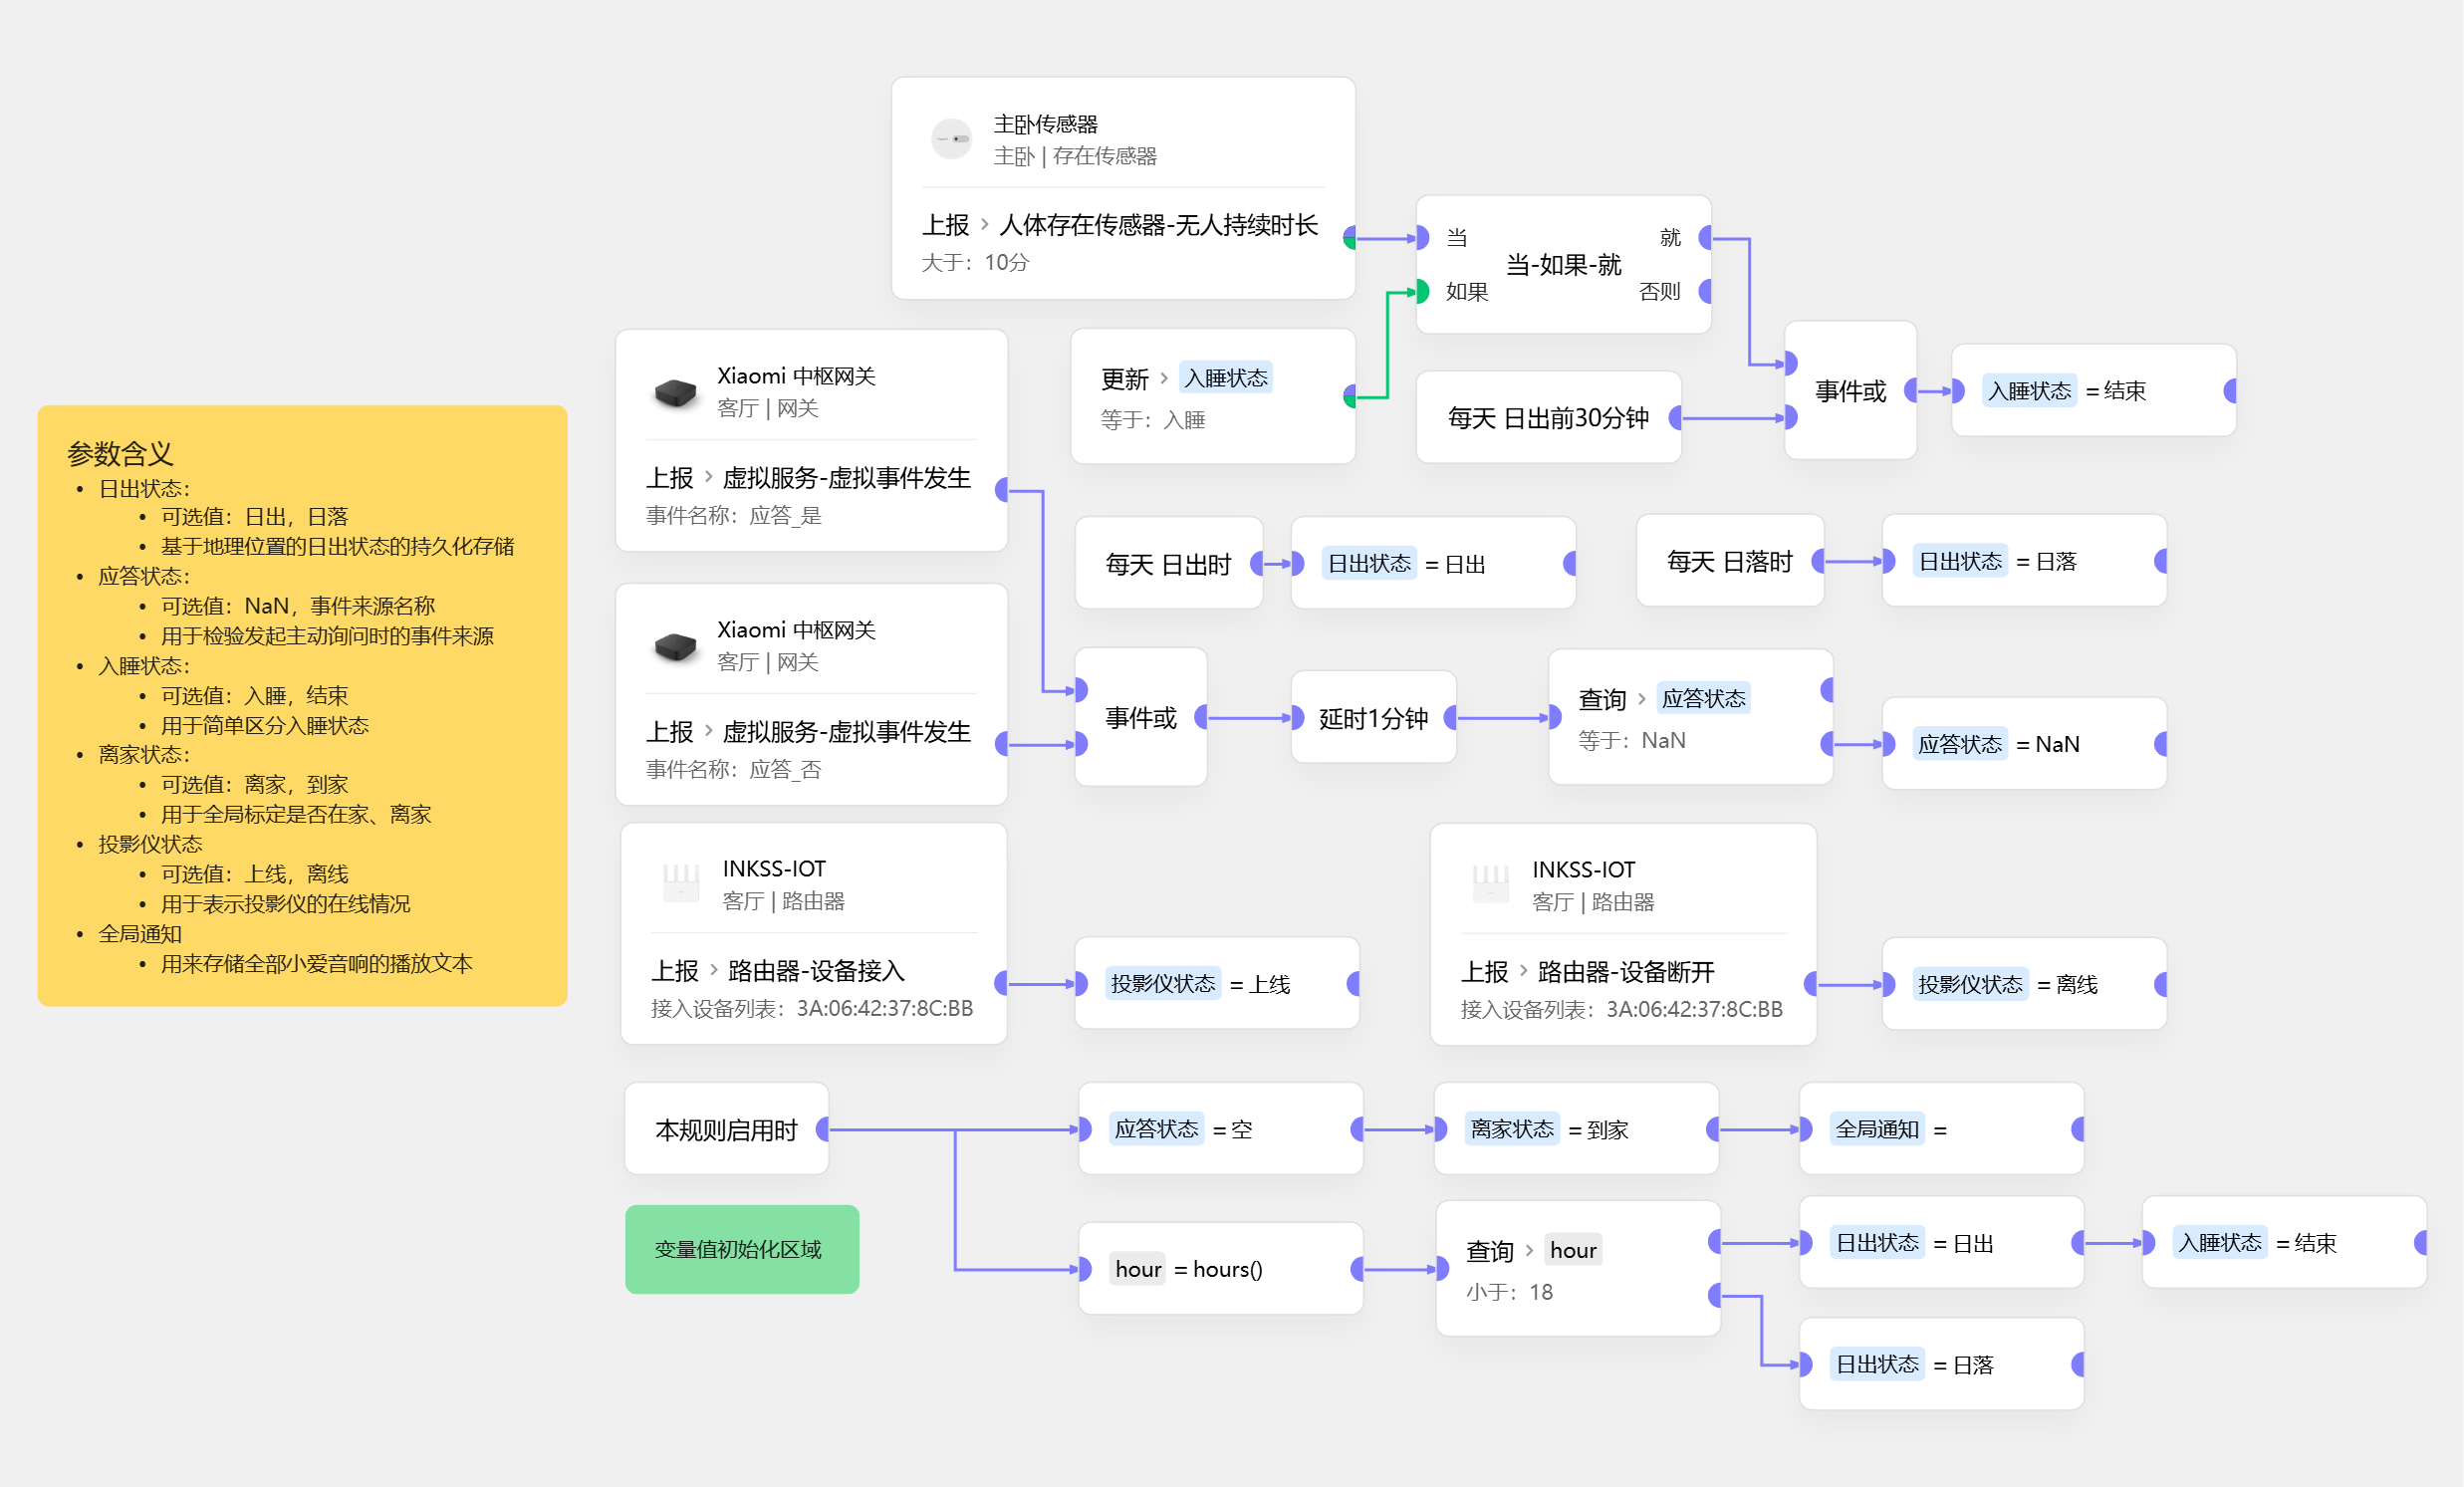 主卧传感器
主卧 | 存在传感器
上报 > 人体存在传感器-无人持续时长
大于：10分
当
如果
当-如果-就
就
否则
更新 > 入睡状态
等于：入睡
每天 日出前30分钟
事件或
入睡状态 = 结束
Xiaomi 中枢网关
客厅 | 网关
上报 > 虚拟服务-虚拟事件发生
事件名称：应答_是
参数含义
• 日出状态：
• 可选值：日出，日落
• 基于地理位置的日出状态的持久化存储
• 应答状态：
• 可选值：NaN，事件来源名称
• 用于检验发起主动询问时的事件来源
• 入睡状态：
• 可选值：入睡，结束
• 用于简单区分入睡状态
• 离家状态：
• 可选值：离家，到家
• 用于全局标定是否在家、离家
• 投影仪状态
• 可选值：上线，离线
• 用于表示投影仪的在线情况
• 全局通知
• 用来存储全部小爱音响的播放文本
每天 日出时
日出状态 = 日出
每天 日落时
日出状态 = 日落
Xiaomi 中枢网关
客厅 | 网关
上报 > 虚拟服务-虚拟事件发生
事件名称：应答_否
事件或
延时1分钟
查询 > 应答状态
等于：NaN
应答状态 = NaN
INKSS-IOT
客厅 | 路由器
上报 > 路由器-设备接入
接入设备列表：3A:06:42:37:8C:BB
投影仪状态 = 上线
INKSS-IOT
客厅 | 路由器
上报 > 路由器-设备断开
接入设备列表：3A:06:42:37:8C:BB
投影仪状态 = 离线
本规则启用时
应答状态 = 空
离家状态 = 到家
全局通知 =
变量值初始化区域
hour = hours()
查询 > hour
小于：18
日出状态 = 日出
入睡状态 = 结束
日出状态 = 日落